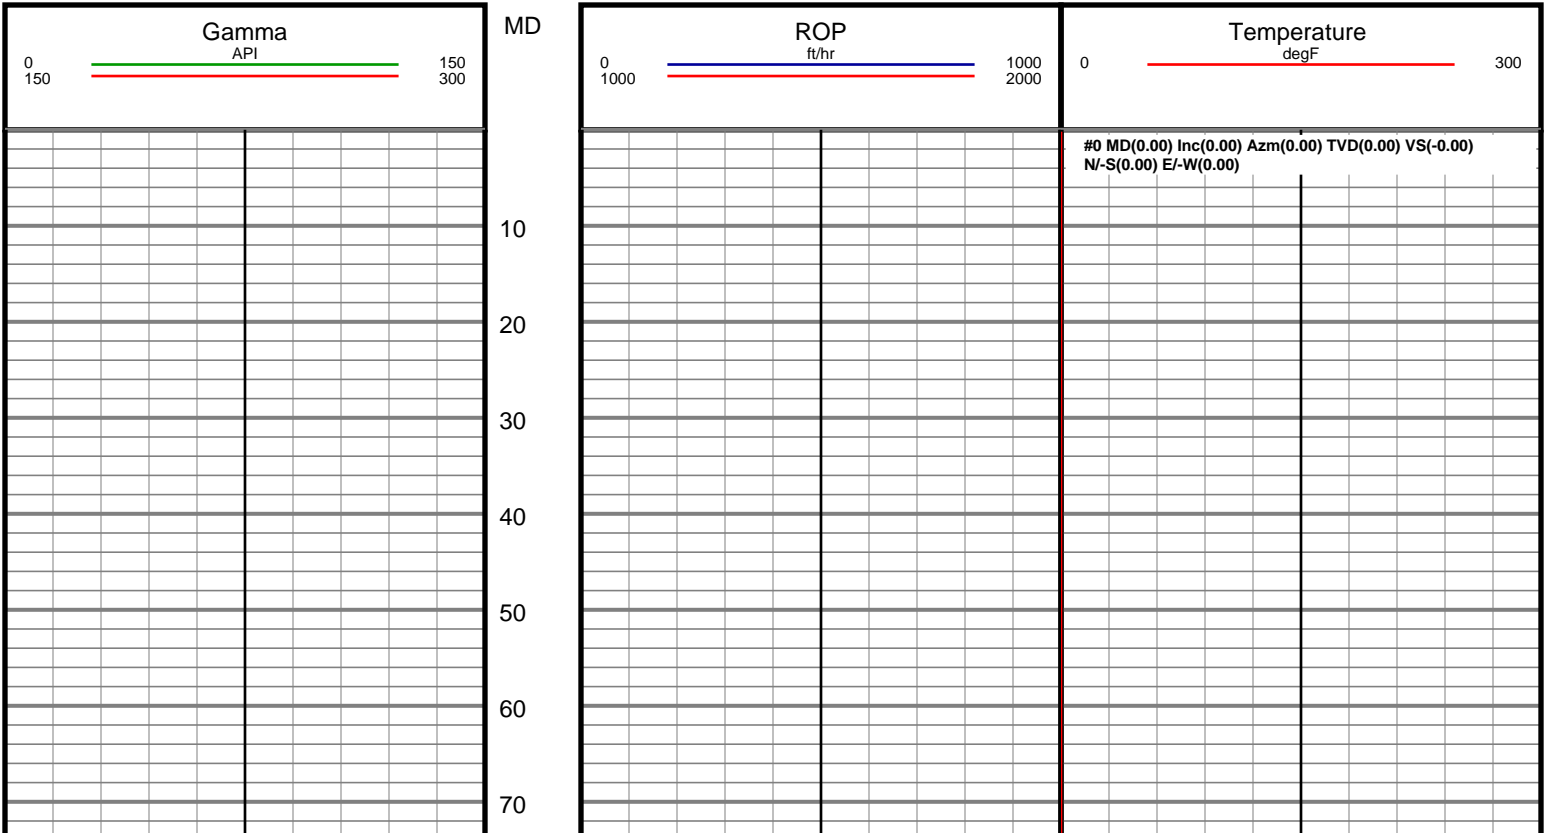 Gamma
API
0 150
150 300
MD
ROP
ft/hr
0 1000
1000 2000
Temperature
degF
0 300
#0 MD(0.00) Inc(0.00) Azm(0.00) TVD(0.00) VS(-0.00)
N/-S(0.00) E/-W(0.00)
10
20
30
40
50
60
70